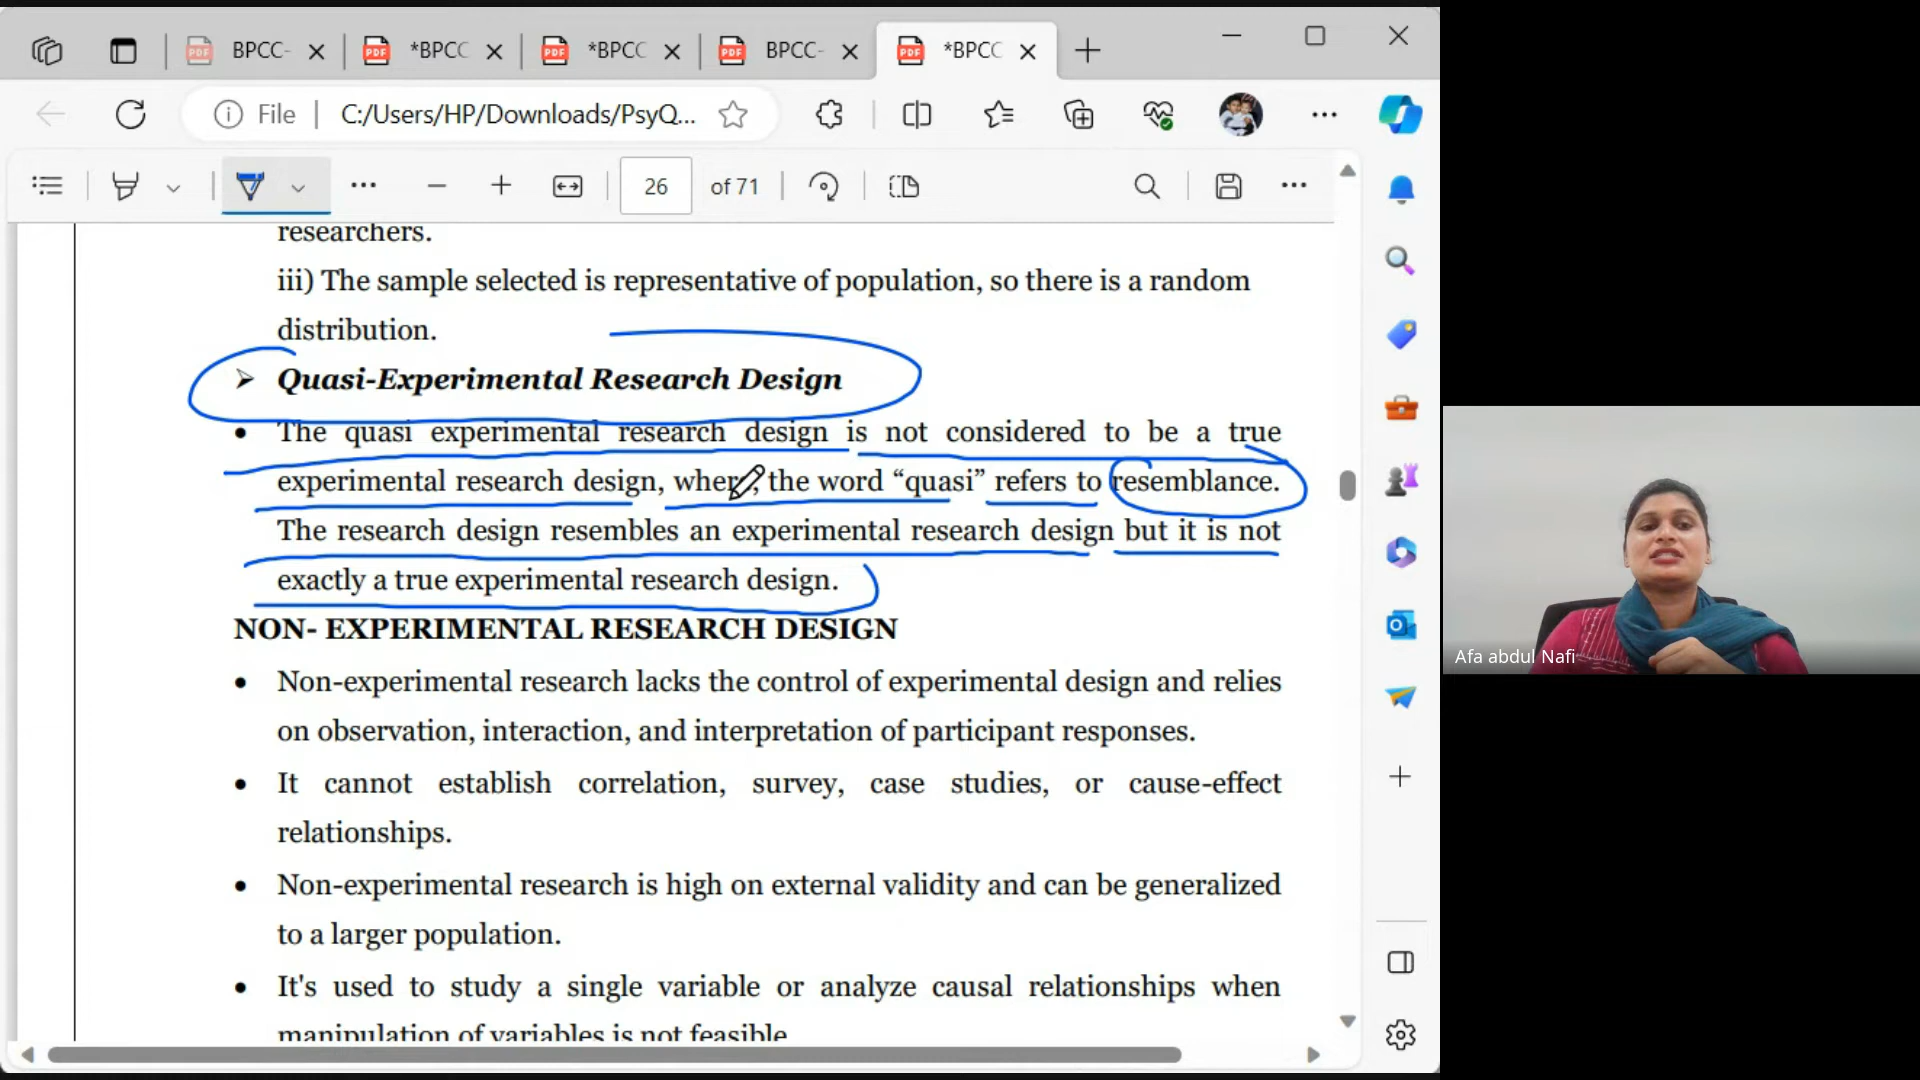 BPCC-
*BPCC
*BPCC
BPCC-
*BPCC
File
C:/Users/HP/Downloads/PsyQ...
26 of 71
researchers.
iii) The sample selected is representative of population, so there is a random
distribution.
➢ Quasi-Experimental Research Design
• The quasi experimental research design is not considered to be a true
experimental research design, where, the word “quasi” refers to resemblance.
The research design resembles an experimental research design but it is not
exactly a true experimental research design.
NON- EXPERIMENTAL RESEARCH DESIGN
• Non-experimental research lacks the control of experimental design and relies
on observation, interaction, and interpretation of participant responses.
• It cannot establish correlation, survey, case studies, or cause-effect
relationships.
• Non-experimental research is high on external validity and can be generalized
to a larger population.
• It's used to study a single variable or analyze causal relationships when
manipulation of variables is not feasible
Afa abdul Nafi